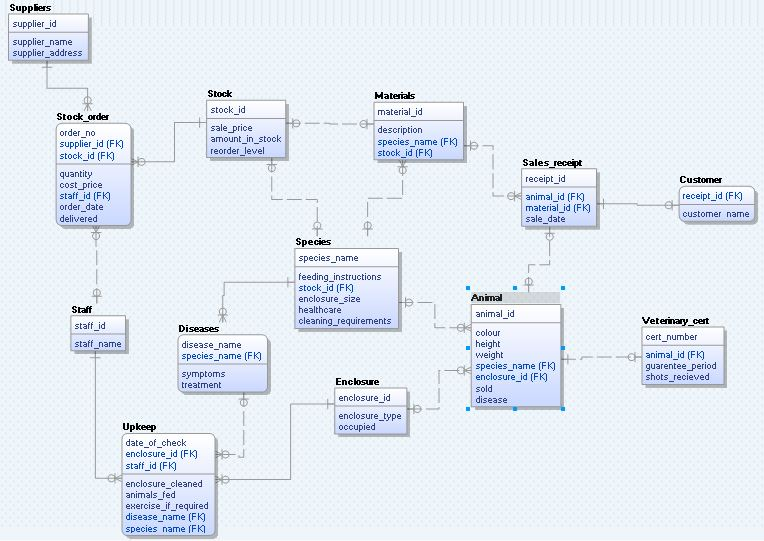 Suppliers
supplier_id
supplier_name
supplier_address
Stock_order
order_no
supplier_id (FK)
stock_id (FK)
quantity
cost_price
staff_id (FK)
order_date
delivered
Stock
stock_id
sale_price
amount_in_stock
reorder_level
Materials
material_id
description
species_name (FK)
stock_id (FK)
Sales_receipt
receipt_id
animal_id (FK)
material_id (FK)
sale_date
Customer
receipt_id (FK)
customer_name
Species
species_name
feeding_instructions
stock_id (FK)
enclosure_size
healthcare
cleaning_requirements
Staff
staff_id
staff_name
Diseases
disease_name
species_name (FK)
symptoms
treatment
Animal
animal_id
colour
height
weight
species_name (FK)
enclosure_id (FK)
sold
disease
Veterinary_cert
cert_number
animal_id (FK)
guarentee_period
shots_recieved
Enclosure
enclosure_id
enclosure_type
occupied
Upkeep
date_of_check
enclosure_id (FK)
staff_id (FK)
enclosure_cleaned
animals_fed
exercise_if_required
disease_name (FK)
species_name (FK)